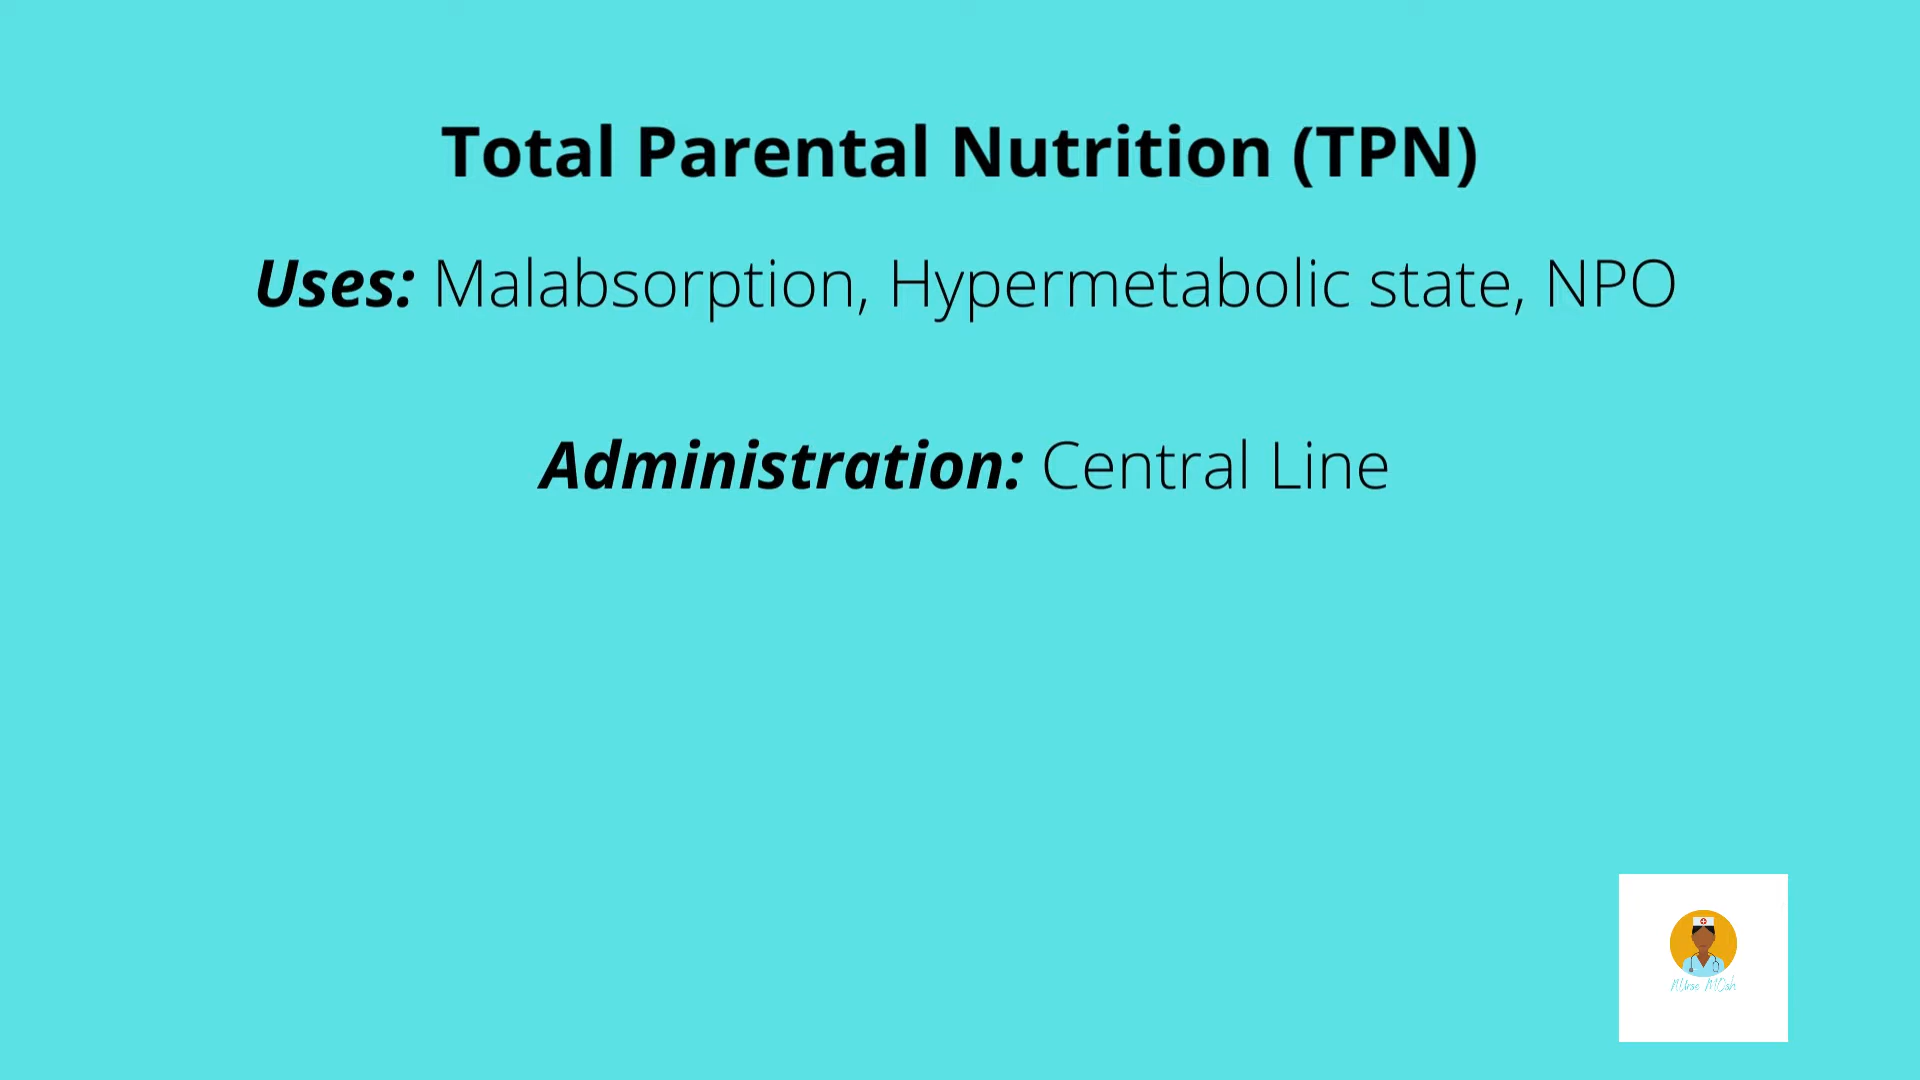 Total Parental Nutrition (TPN)
Uses: Malabsorption, Hypermetabolic state, NPO
Administration: Central Line